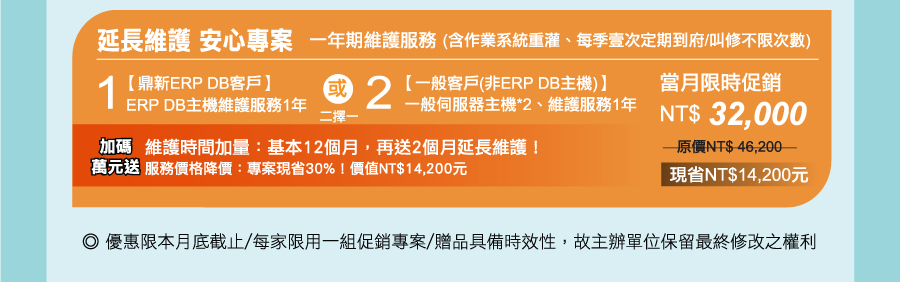 延長維護 安心專案 一年期維護服務 (含作業系統重灌、每季壹次定期到府/叫修不限次數)
1【鼎新ERP DB客戶】
ERP DB主機維護服務1年
或
二擇一
2【一般客戶(非ERP DB主機)】
一般伺服器主機*2、維護服務1年
當月限時促銷
NT$ 32,000
原價NT$ 46,200
現省NT$14,200元
加碼
萬元送
維護時間加量：基本12個月，再送2個月延長維護！
服務價格降價：專案現省30%！價值NT$14,200元
◎ 優惠限本月底截止/每家限用一組促銷專案/贈品具備時效性，故主辦單位保留最終修改之權利